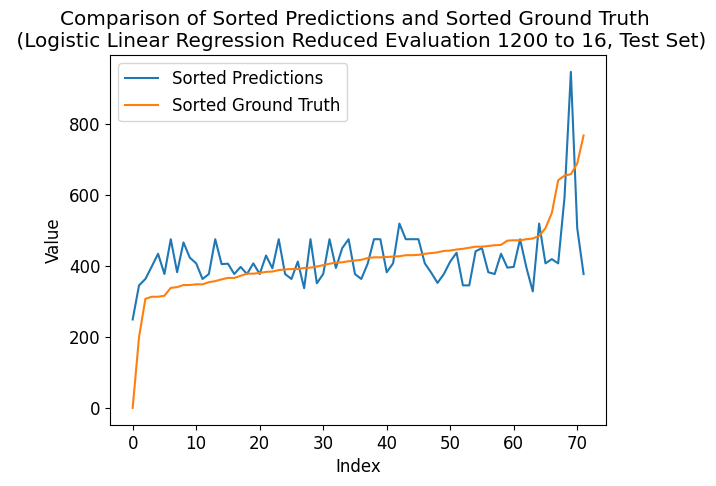 Comparison of Sorted Predictions and Sorted Ground Truth
(Logistic Linear Regression Reduced Evaluation 1200 to 16, Test Set)
Sorted Predictions
Sorted Ground Truth
Value
800
600
400
200
0
0 10 20 30 40 50 60 70
Index